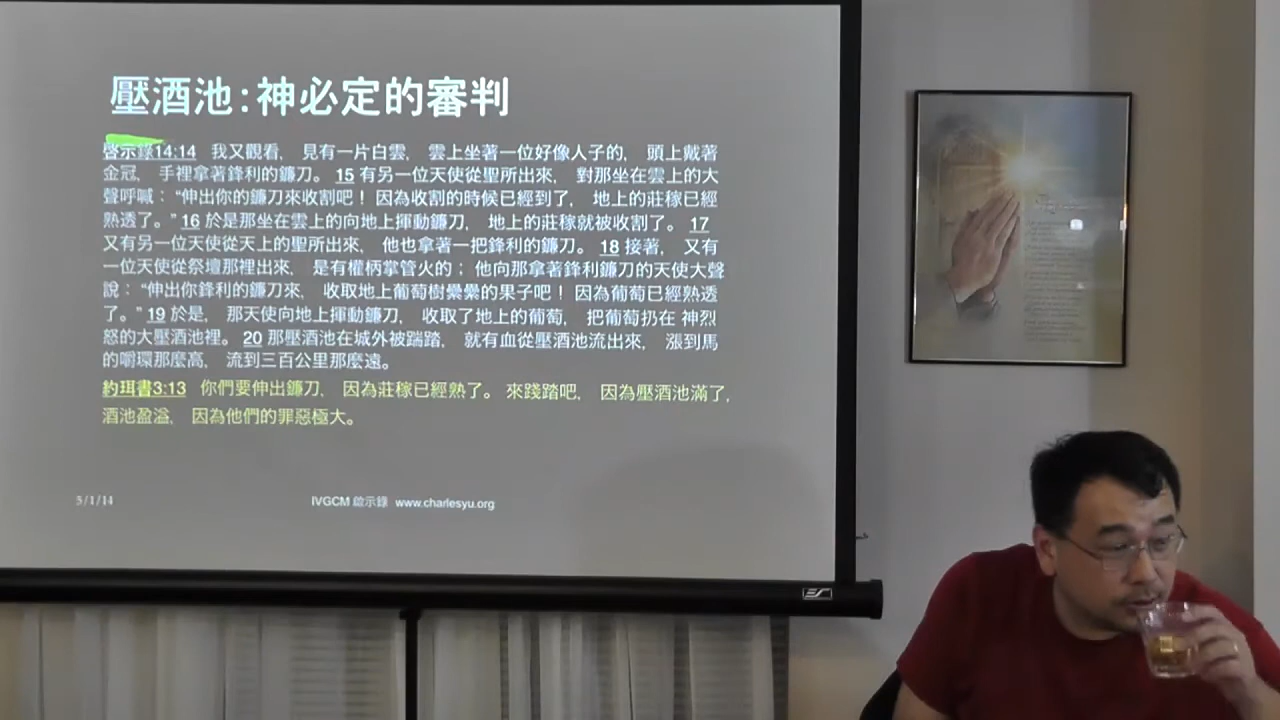 壓酒池：神必定的審判
啓示錄14:14 我又觀看，見有一片白雲，雲上坐著一位好像人子的，頭上戴著
金冠，手裡拿著鋒利的鐮刀。15 有另一位天使從聖所出來，對那坐在雲上的大
聲呼喊：“伸出你的鐮刀來收割吧！因為收割的時候已經到了，地上的莊稼已經
熟透了。”16 於是那坐在雲上的向地上揮動鐮刀，地上的莊稼就被收割了。17
又有另一位天使從天上的聖所出來，他也拿著一把鋒利的鐮刀。18 接著，又有
一位天使從祭壇那裡出來，是有權柄掌管火的；他向那拿著鋒利鐮刀的天使大聲
說：“伸出你鋒利的鐮刀來，收取地上葡萄樹纍纍的果子吧！因為葡萄已經熟透
了。”19 於是，那天使向地上揮動鐮刀，收取了地上的葡萄，把葡萄扔在 神烈
怒的大壓酒池裡。20 那壓酒池在城外被踹踏，就有血從壓酒池流出來，漲到馬
的嚼環那麼高，流到三百公里那麼遠。
約珥書3:13 你們要伸出鐮刀，因為莊稼已經熟了。來踐踏吧，因為壓酒池滿了，
酒池盈溢，因為他們的罪惡極大。
5/1/14
IVGCM 啟示錄 www.charlesyu.org